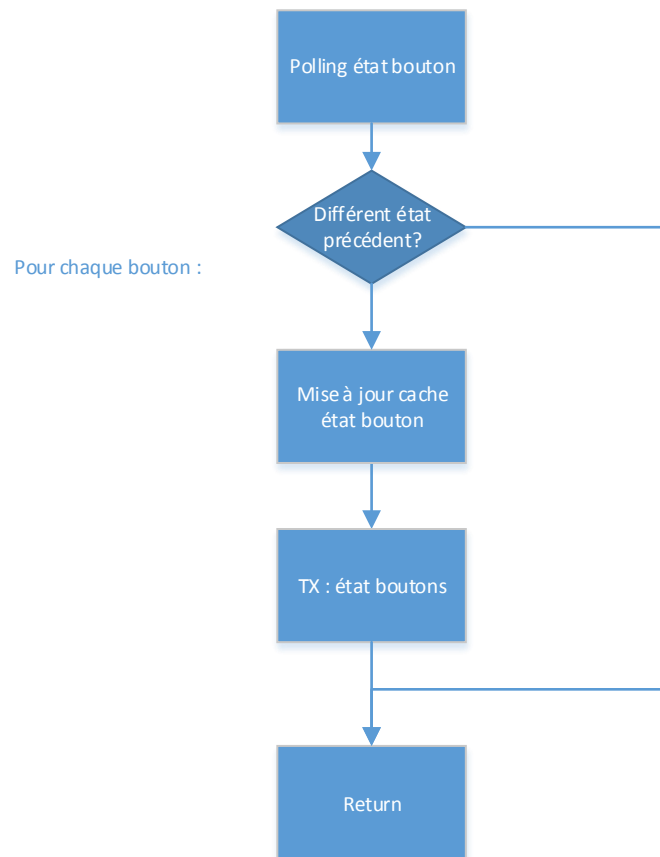 Polling état bouton
Différent état
précédent?
Pour chaque bouton :
Mise à jour cache
état bouton
TX : état boutons
Return